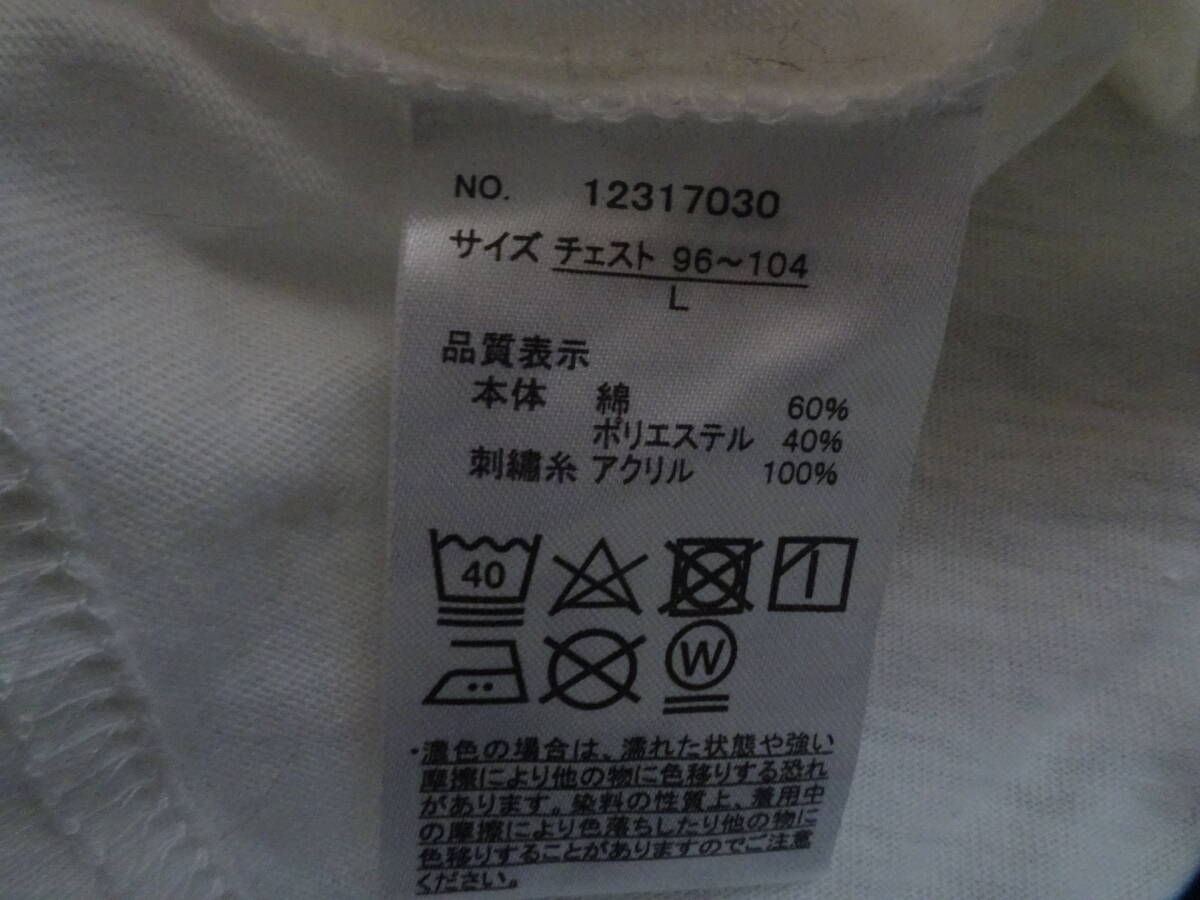 NO. 12317030
サイズ チェスト 96～104
L
品質表示
本体 綿 60%
ポリエステル 40%
刺繍糸 アクリル 100%
40
W
・濃色の場合は、濡れた状態や強い
摩擦により他の物に色移りする恐れ
があります。染料の性質上、着用中
の摩擦により色落ちしたり他の物に
色移りすることがありますのでご注意
ください。